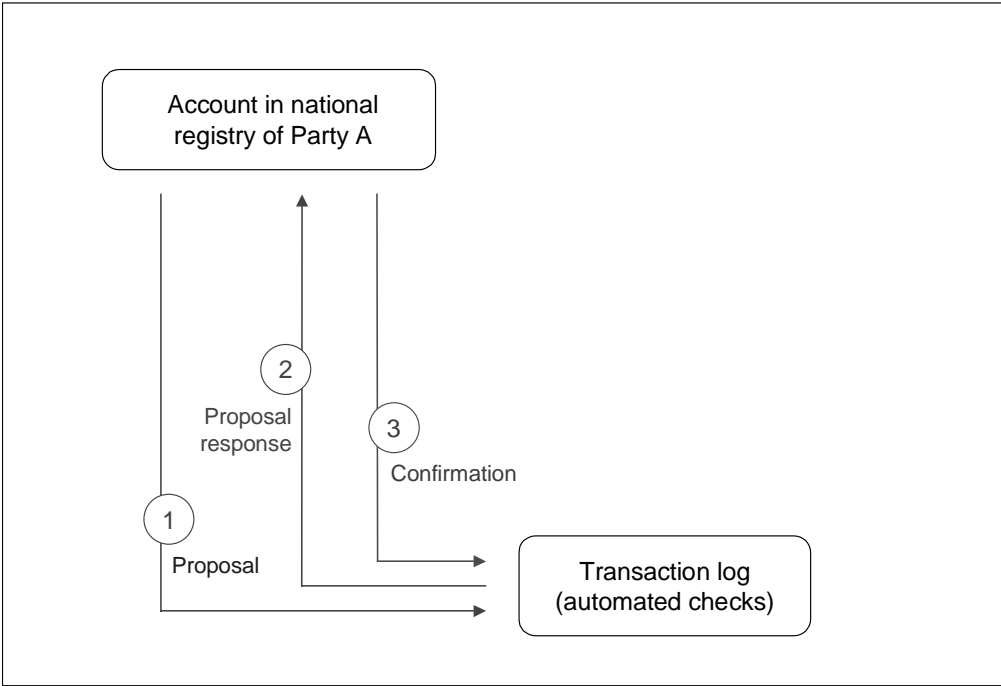 Account in national
registry of Party A
2
Proposal
response
3
Confirmation
1
Proposal
Transaction log
(automated checks)